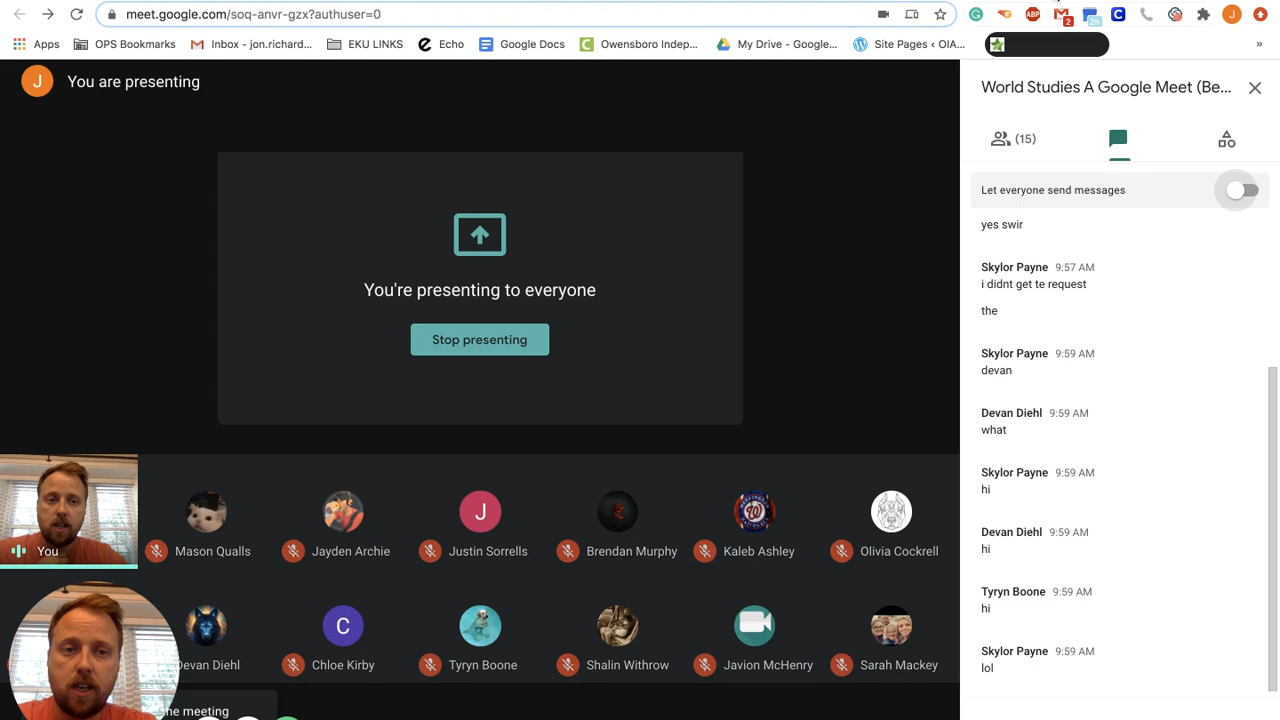 meet.google.com/soq-anvr-gzx?authuser=0
2
2h
C
J
Apps
OPS Bookmarks
Inbox - jon.richard...
EKU LINKS
Echo
Google Docs
Owensboro Indep...
My Drive - Google...
Site Pages ‹ OIA...
»
J
You are presenting
World Studies A Google Meet (Be...
(15)
Let everyone send messages
yes swir
Skylor Payne 9:57 AM
i didnt get te request
the
Skylor Payne 9:59 AM
devan
Devan Diehl 9:59 AM
what
Skylor Payne 9:59 AM
hi
Devan Diehl 9:59 AM
hi
Tyryn Boone 9:59 AM
hi
Skylor Payne 9:59 AM
lol
You're presenting to everyone
Stop presenting
J
You
Mason Qualls
Jayden Archie
Justin Sorrells
Brendan Murphy
Kaleb Ashley
Olivia Cockrell
C
Devan Diehl
Chloe Kirby
Tyryn Boone
Shalin Withrow
Javion McHenry
Sarah Mackey
he meeting